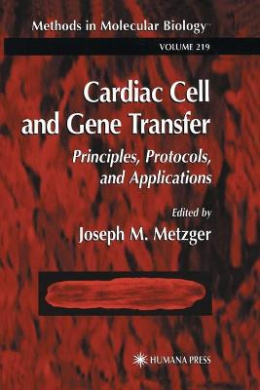 Methods in Molecular Biology™
VOLUME 219
Cardiac Cell
and Gene Transfer
Principles, Protocols,
and Applications
Edited by
Joseph M. Metzger
HUMANA PRESS